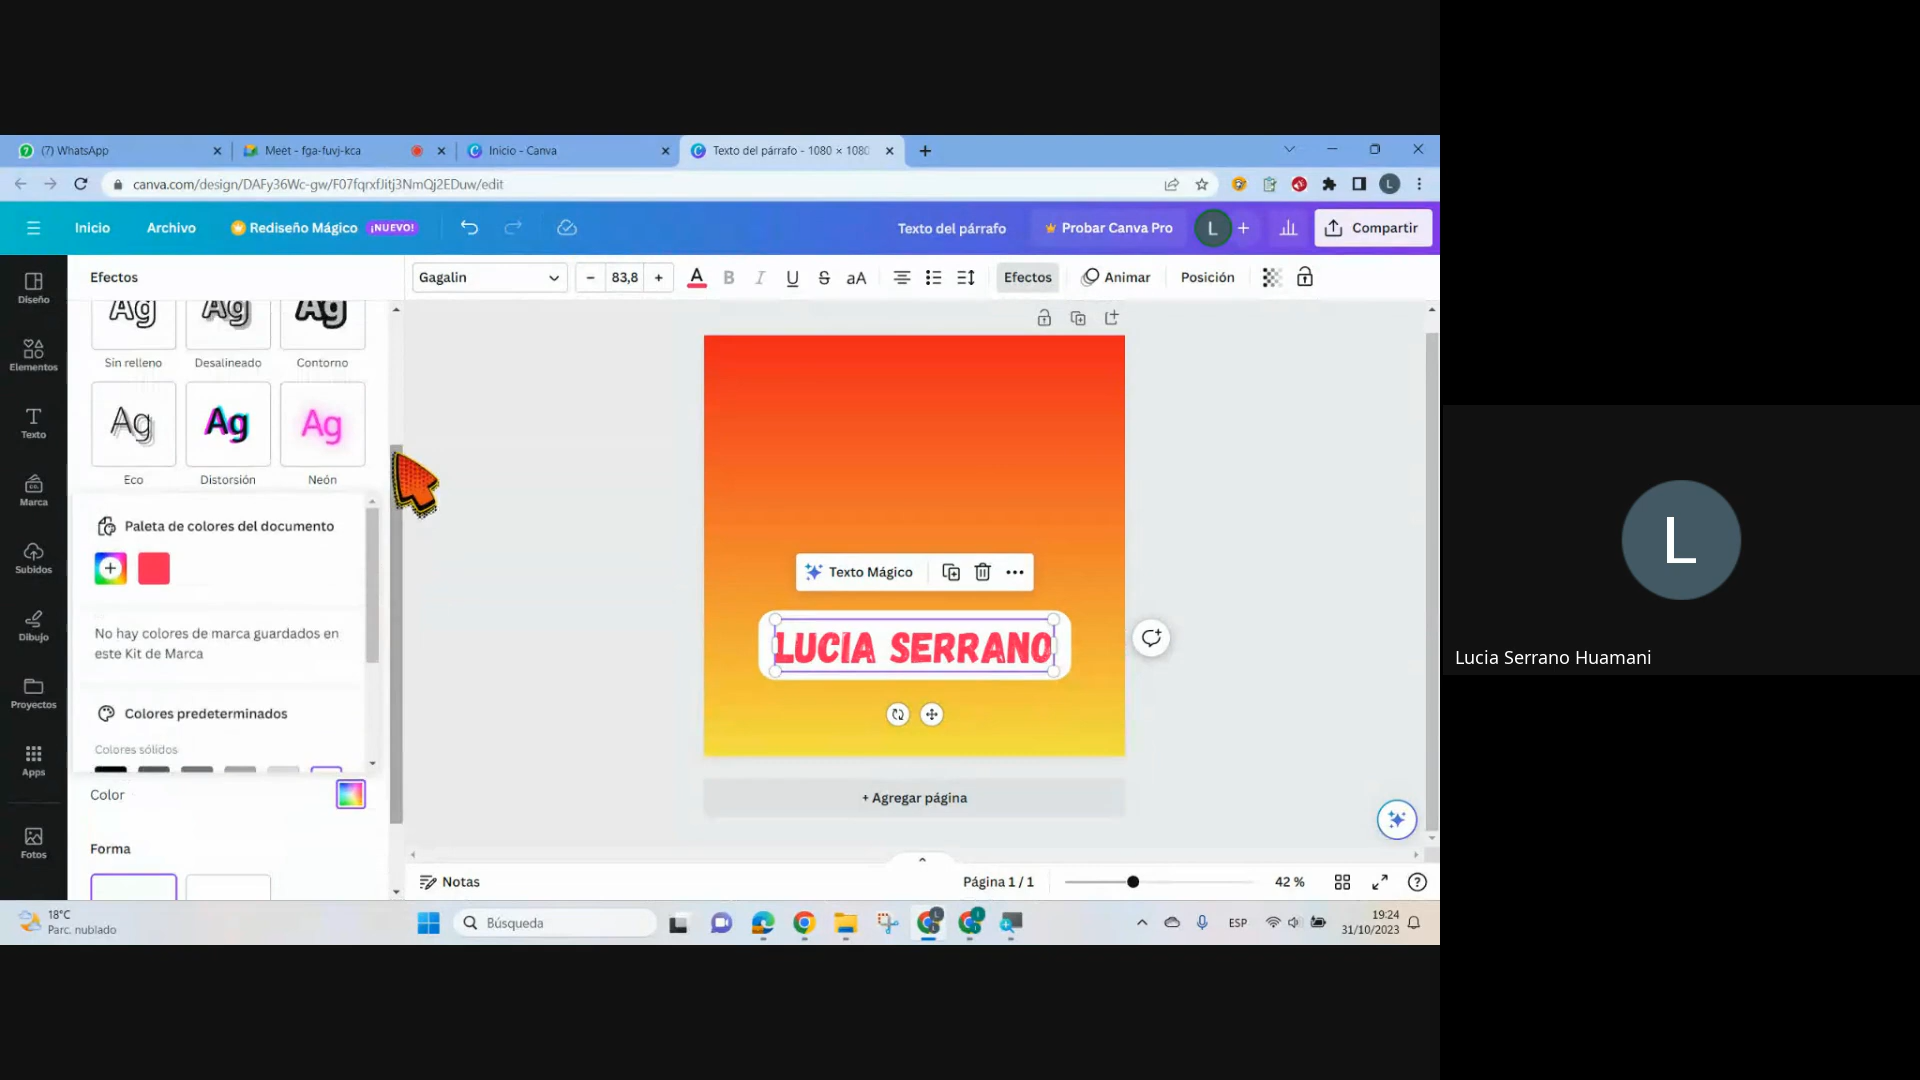 (7) WhatsApp
Meet - fga-fuvj-kca
Inicio - Canva
Texto del párrafo - 1080 × 1080
canva.com/design/DAFy36Wc-gw/F07fqrxfJitj3NmQj2EDuw/edit
Inicio
Archivo
Rediseño Mágico
¡NUEVO!
Texto del párrafo
Probar Canva Pro
L
Compartir
Efectos
Gagalin
83,8
A
B
I
U
S
aA
Efectos
Animar
Posición
Diseño
Elementos
Texto
Marca
Subidos
Dibujo
Proyectos
Apps
Fotos
Ag
Ag
Ag
Sin relleno
Desalineado
Contorno
Ag
Ag
Ag
Eco
Distorsión
Neón
Paleta de colores del documento
No hay colores de marca guardados en
este Kit de Marca
Colores predeterminados
Colores sólidos
Color
Forma
Texto Mágico
LUCIA SERRANO
+ Agregar página
Notas
Página 1 / 1
42 %
18°C
Parc. nublado
Búsqueda
ESP
19:24
31/10/2023
L
Lucia Serrano Huamani